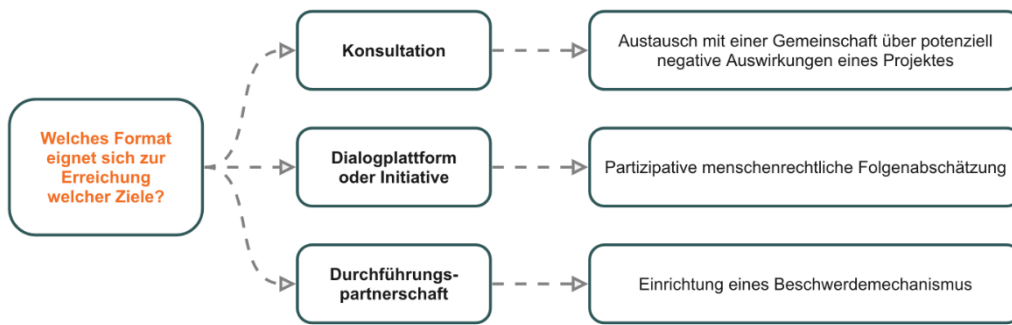 Welches Format
eignet sich zur
Erreichung
welcher Ziele?
Konsultation
Austausch mit einer Gemeinschaft über potenziell
negative Auswirkungen eines Projektes
Dialogplattform
oder Initiative
Partizipative menschenrechtliche Folgenabschätzung
Durchführungs-
partnerschaft
Einrichtung eines Beschwerdemechanismus